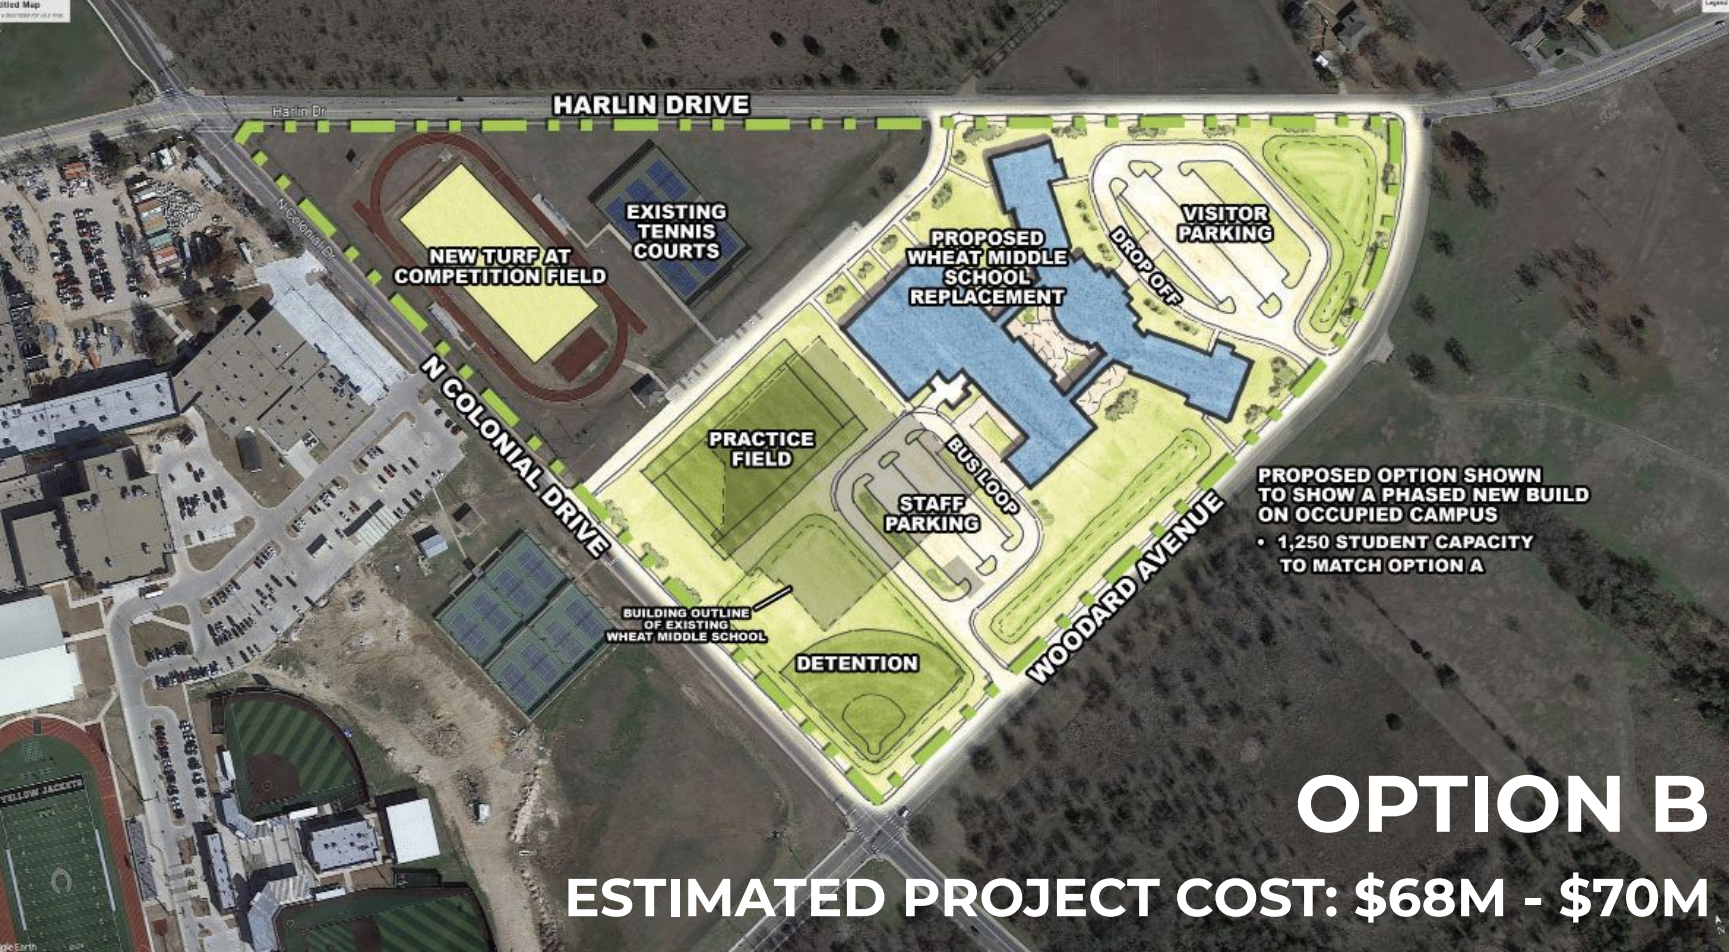 Untitled Map
Legend
Harlin Dr
HARLIN DRIVE
N Colonial Dr
NEW TURF AT
COMPETITION FIELD
EXISTING
TENNIS
COURTS
PROPOSED
WHEAT MIDDLE
SCHOOL
REPLACEMENT
VISITOR
PARKING
DROP OFF
N COLONIAL DRIVE
PRACTICE
FIELD
BUS LOOP
STAFF
PARKING
WOODARD AVENUE
PROPOSED OPTION SHOWN
TO SHOW A PHASED NEW BUILD
ON OCCUPIED CAMPUS
• 1,250 STUDENT CAPACITY
TO MATCH OPTION A
BUILDING OUTLINE
OF EXISTING
WHEAT MIDDLE SCHOOL
DETENTION
YELLOW JACKETS
OPTION B
ESTIMATED PROJECT COST: $68M - $70M